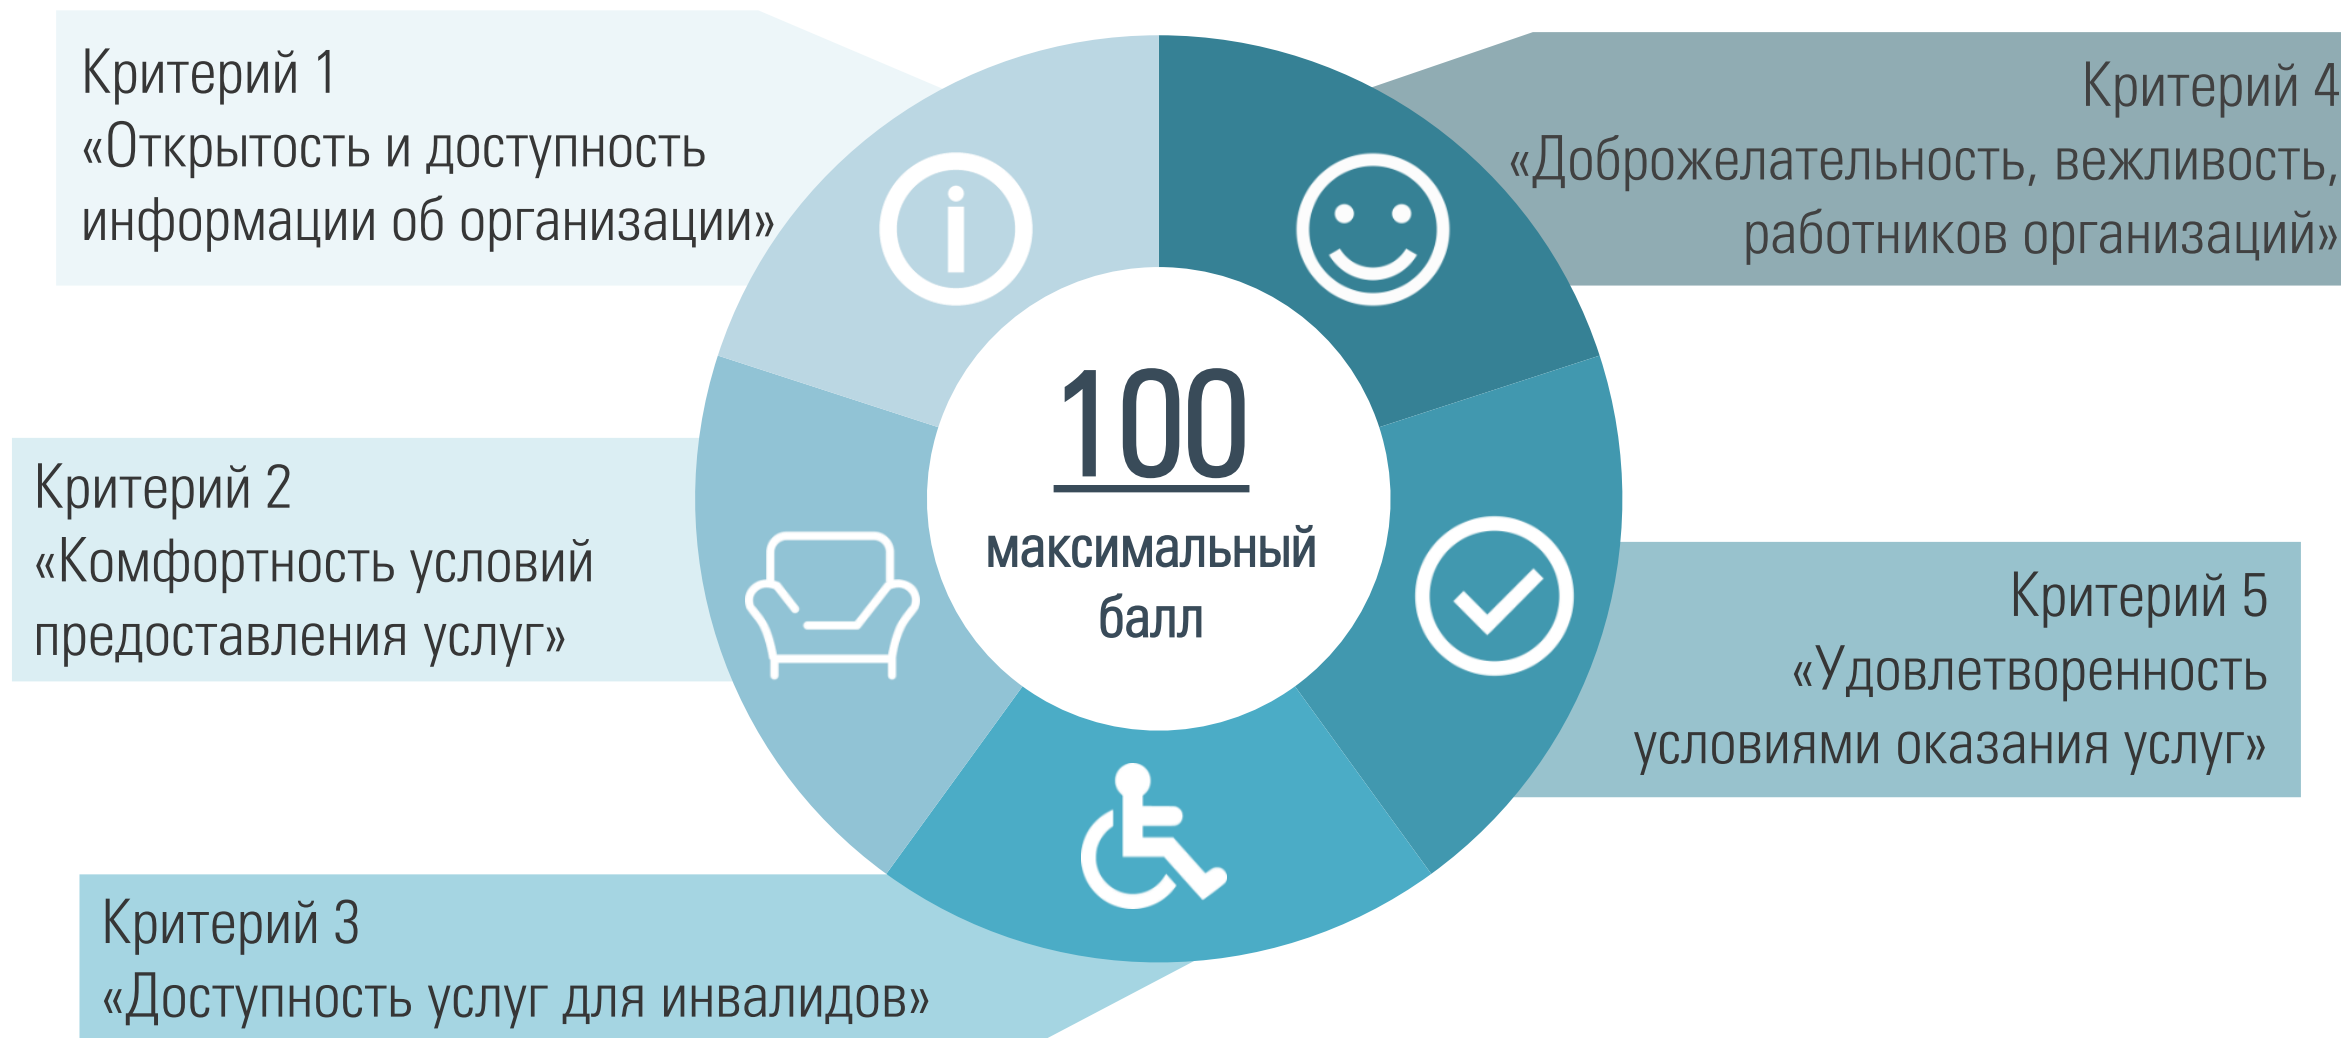 Критерий 1
«Открытость и доступность
информации об организации»
Критерий 2
«Комфортность условий
предоставления услуг»
Критерий 3
«Доступность услуг для инвалидов»
100
максимальный
балл
Критерий 4
«Доброжелательность, вежливость,
работников организаций»
Критерий 5
«Удовлетворенность
условиями оказания услуг»